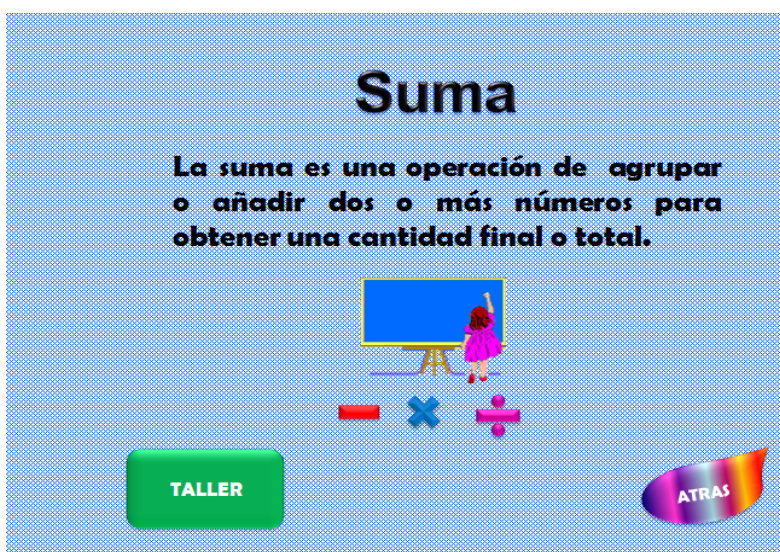 Suma
La suma es una operación de agrupar
o añadir dos o más números para
obtener una cantidad final o total.
TALLER
ATRAS